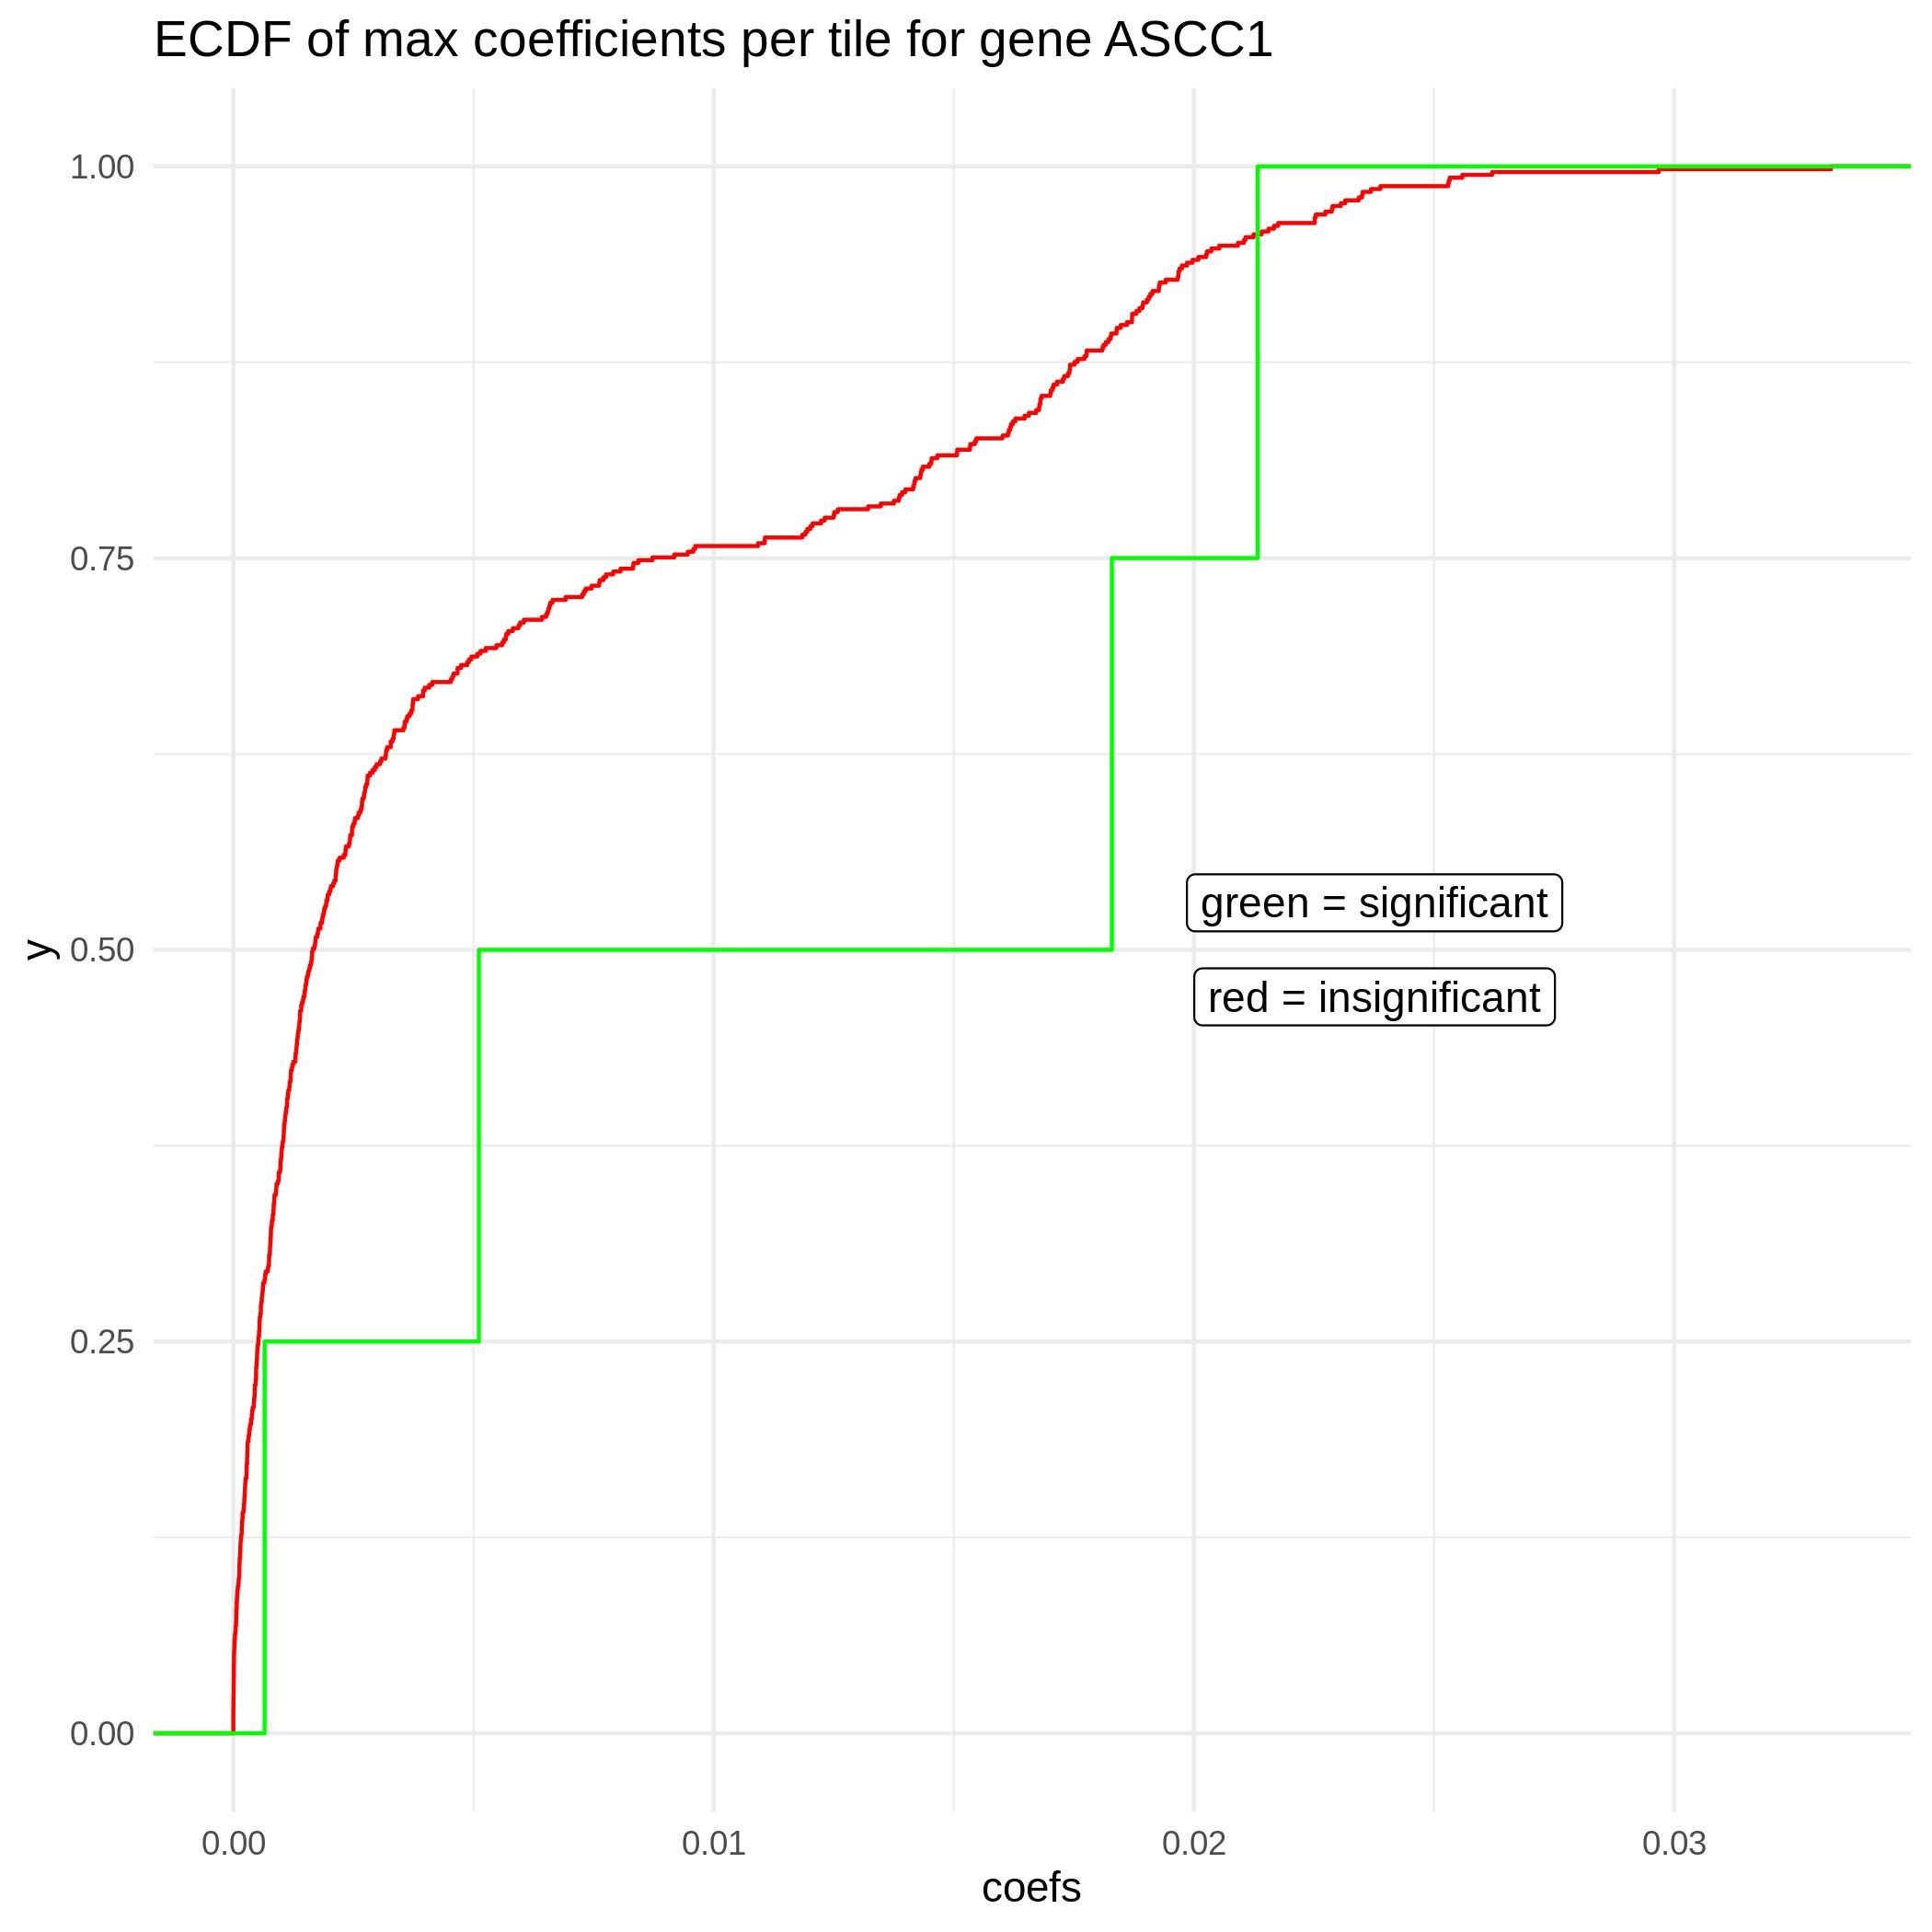 ECDF of max coefficients per tile for gene ASCC1
1.00
0.75
0.50
0.25
0.00
y
green = significant
red = insignificant
0.00 0.01 0.02 0.03
coefs